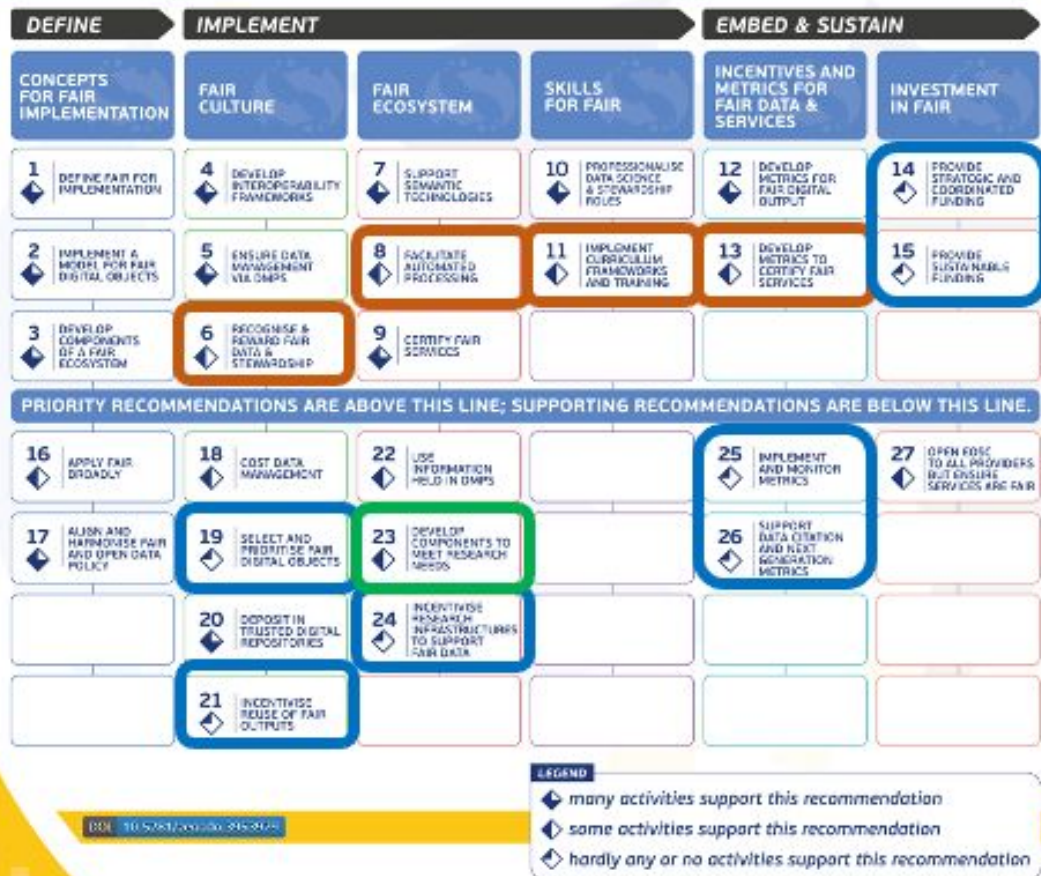 DEFINE
IMPLEMENT
EMBED & SUSTAIN
CONCEPTS
FOR FAIR
IMPLEMENTATION
FAIR
CULTURE
FAIR
ECOSYSTEM
SKILLS
FOR FAIR
INCENTIVES AND
METRICS FOR
FAIR DATA &
SERVICES
INVESTMENT
IN FAIR
1
DEFINE FAIR FOR
IMPLEMENTATION
4
DEVELOP
INTEROPERABILITY
FRAMEWORKS
7
SUPPORT
SEMANTIC
TECHNOLOGIES
10
PROFESSIONALISE
DATA SCIENCE
& STEWARDSHIP
ROLES
12
DEVELOP
METRICS FOR
FAIR DIGITAL
OUTPUT
14
PROVIDE
STRATEGIC AND
COORDINATED
FUNDING
2
IMPLEMENT A
MODEL FOR FAIR
DIGITAL OBJECTS
5
ENSURE DATA
MANAGEMENT
VIA DMPS
8
FACILITATE
AUTOMATED
PROCESSING
11
IMPLEMENT
CURRICULUM
FRAMEWORKS
AND TRAINING
13
DEVELOP
METRICS TO
CERTIFY FAIR
SERVICES
15
PROVIDE
SUSTAINABLE
FUNDING
3
DEVELOP
COMPONENTS
OF A FAIR
ECOSYSTEM
6
RECOGNISE &
REWARD FAIR
DATA &
STEWARDSHIP
9
CERTIFY FAIR
SERVICES
PRIORITY RECOMMENDATIONS ARE ABOVE THIS LINE; SUPPORTING RECOMMENDATIONS ARE BELOW THIS LINE.
16
APPLY FAIR
BROADLY
18
COST DATA
MANAGEMENT
22
USE
INFORMATION
HELD IN DMPS
25
IMPLEMENT
AND MONITOR
METRICS
27
OPEN EOSC
TO ALL PROVIDERS
BUT ENSURE
SERVICES ARE FAIR
17
ALIGN AND
HARMONISE FAIR
AND OPEN DATA
POLICY
19
SELECT AND
PRIORITISE FAIR
DIGITAL OBJECTS
23
DEVELOP
COMPONENTS TO
MEET RESEARCH
NEEDS
26
SUPPORT
DATA CITATION
AND NEXT
GENERATION
METRICS
20
DEPOSIT IN
TRUSTED DIGITAL
REPOSITORIES
24
INCENTIVISE
RESEARCH
INFRASTRUCTURES
TO SUPPORT
FAIR DATA
21
INCENTIVISE
REUSE OF FAIR
OUTPUTS
LEGEND
many activities support this recommendation
some activities support this recommendation
hardly any or no activities support this recommendation
DOI